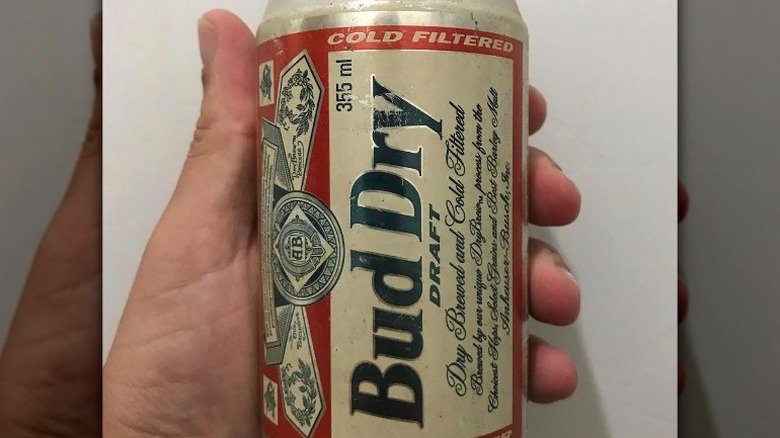 COLD FILTERED
355 ml
Bud Dry
DRAFT
Dry Brewed and Cold Filtered
Brewed by our unique DryBrew process from the
Choicest Hops, Select Grains and Best Barley Malt
Anheuser-Busch, Inc.
AB